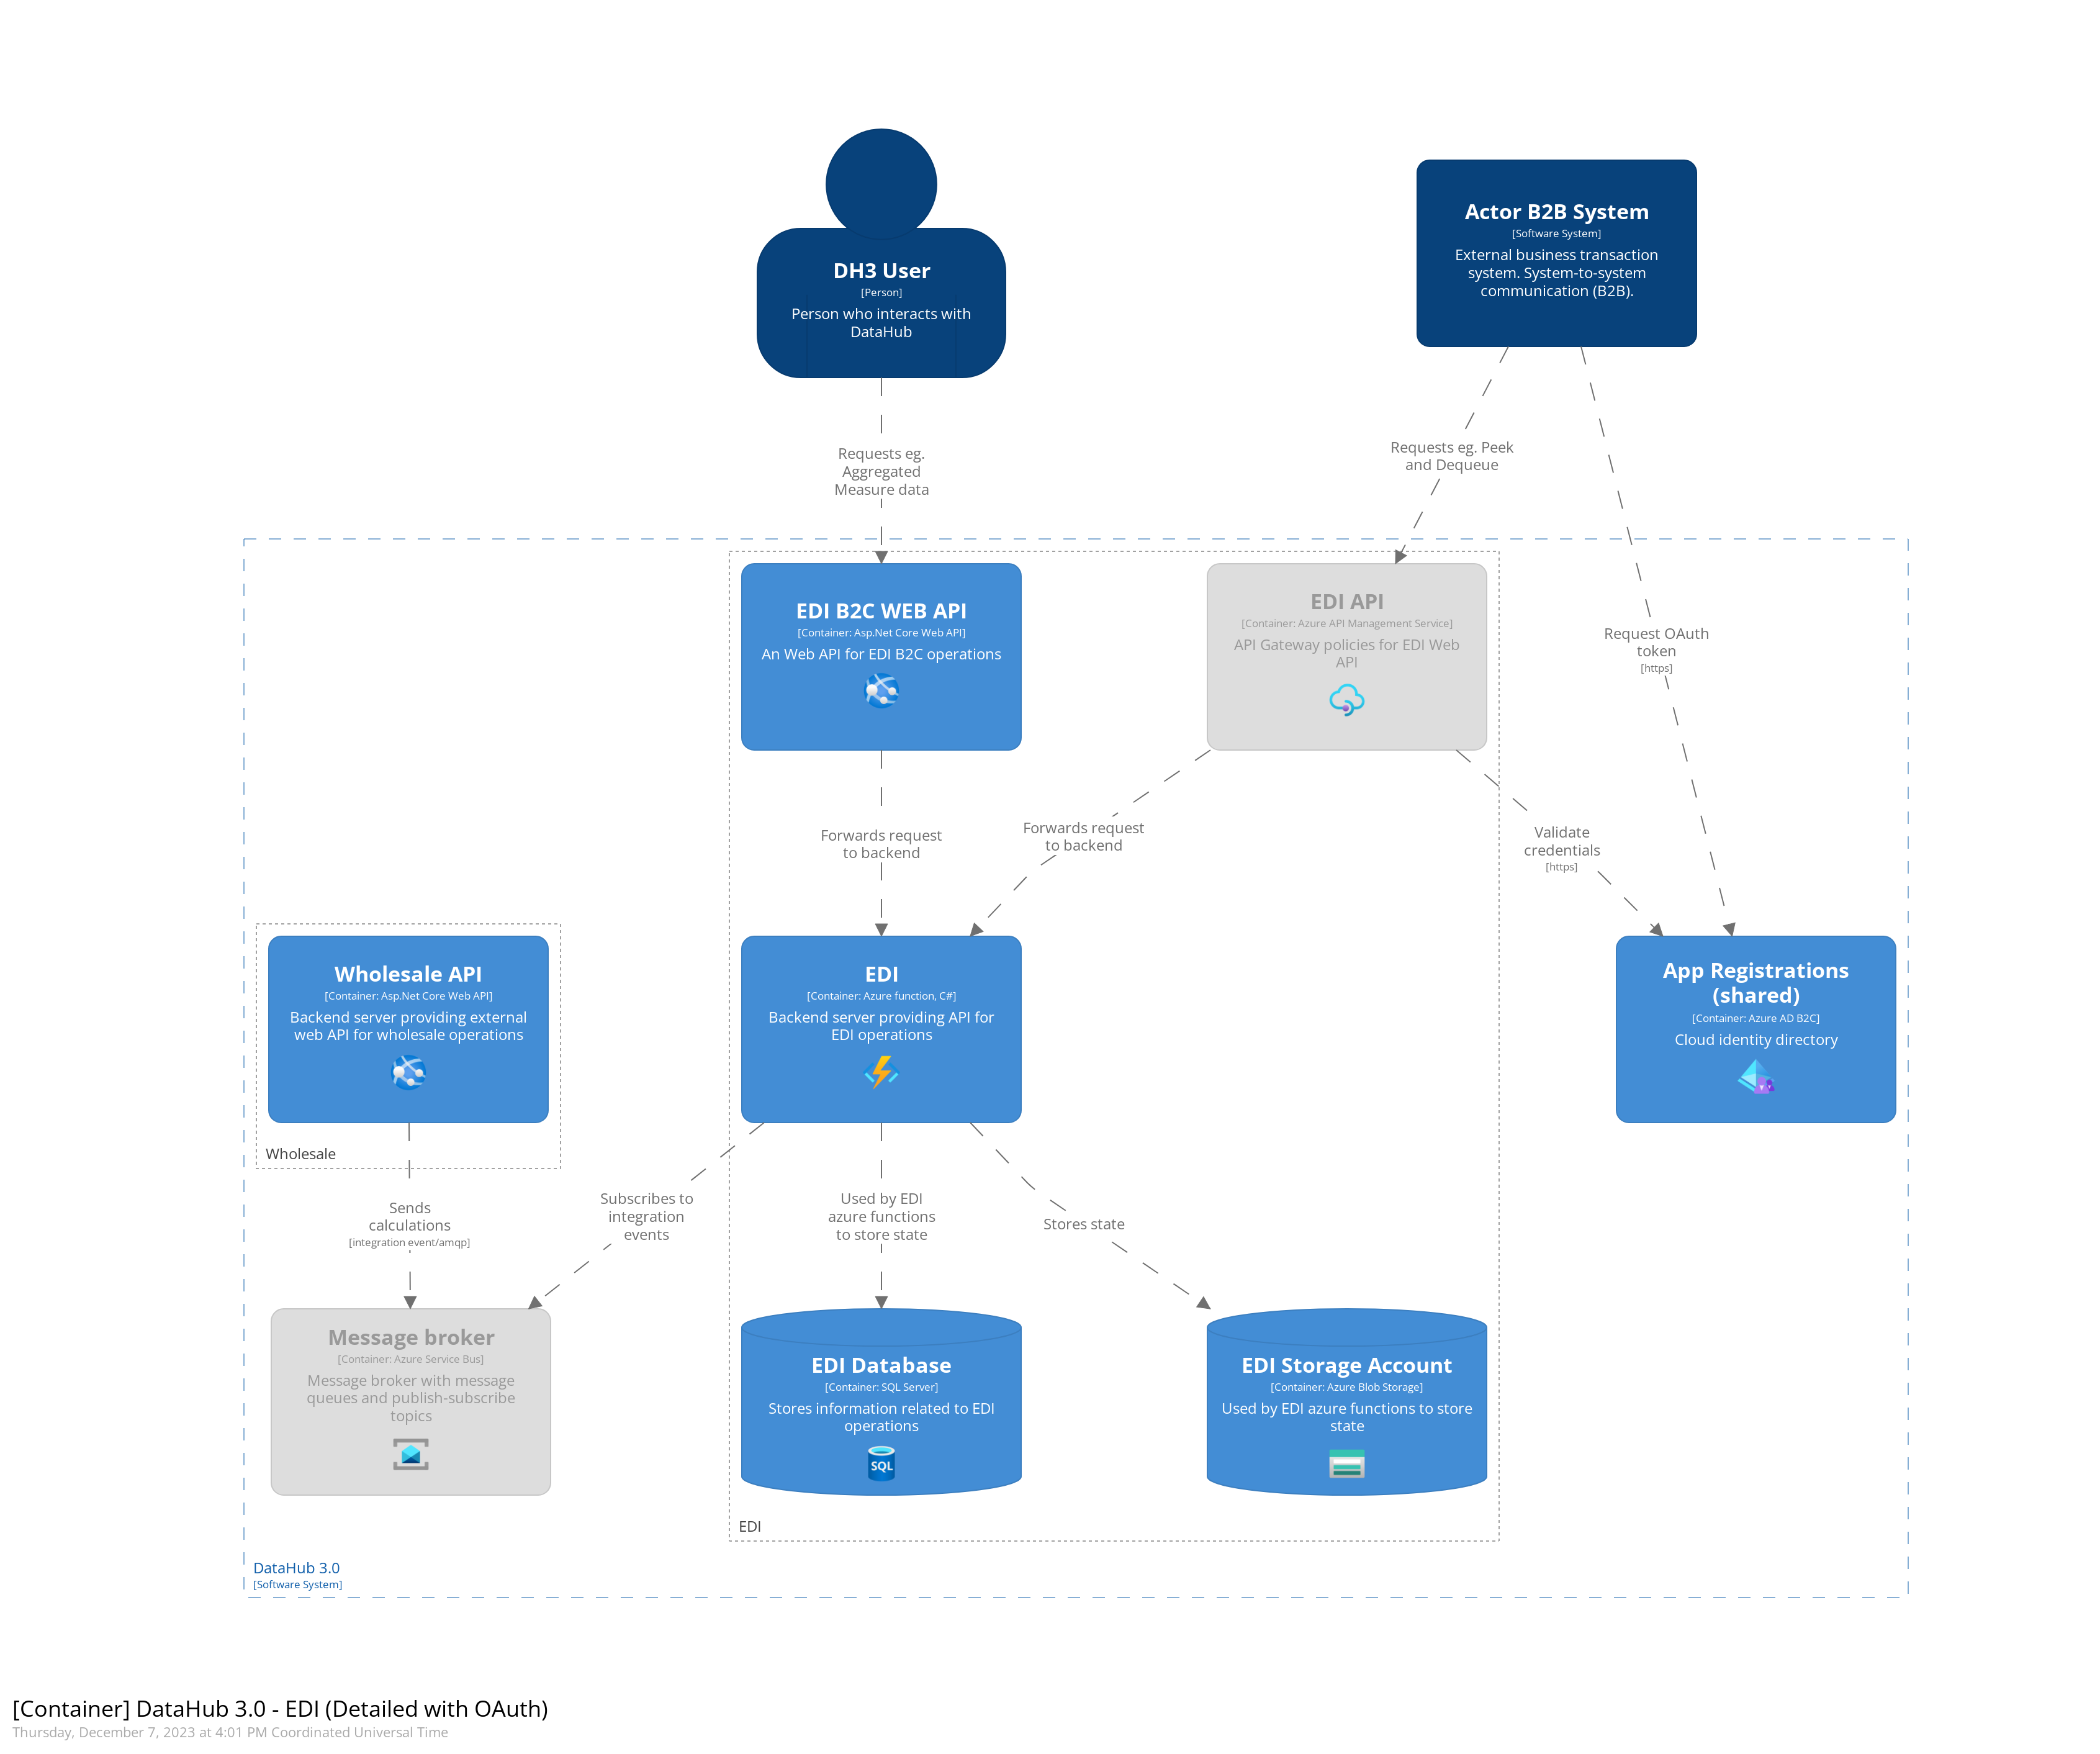 DH3 User
[Person]
Person who interacts with
DataHub
Actor B2B System
[Software System]
External business transaction
system. System-to-system
communication (B2B).
Requests eg.
Aggregated
Measure data
Requests eg. Peek
and Dequeue
Request OAuth
token
[https]
EDI B2C WEB API
[Container: Asp.Net Core Web API]
An Web API for EDI B2C operations
EDI API
[Container: Azure API Management Service]
API Gateway policies for EDI Web
API
Forwards request
to backend
Forwards request
to backend
Validate
credentials
[https]
Wholesale API
[Container: Asp.Net Core Web API]
Backend server providing external
web API for wholesale operations
Wholesale
EDI
[Container: Azure function, C#]
Backend server providing API for
EDI operations
App Registrations
(shared)
[Container: Azure AD B2C]
Cloud identity directory
Sends
calculations
[integration event/amqp]
Subscribes to
integration
events
Used by EDI
azure functions
to store state
Stores state
Message broker
[Container: Azure Service Bus]
Message broker with message
queues and publish-subscribe
topics
EDI Database
[Container: SQL Server]
Stores information related to EDI
operations
SQL
EDI Storage Account
[Container: Azure Blob Storage]
Used by EDI azure functions to store
state
EDI
DataHub 3.0
[Software System]
[Container] DataHub 3.0 - EDI (Detailed with OAuth)
Thursday, December 7, 2023 at 4:01 PM Coordinated Universal Time